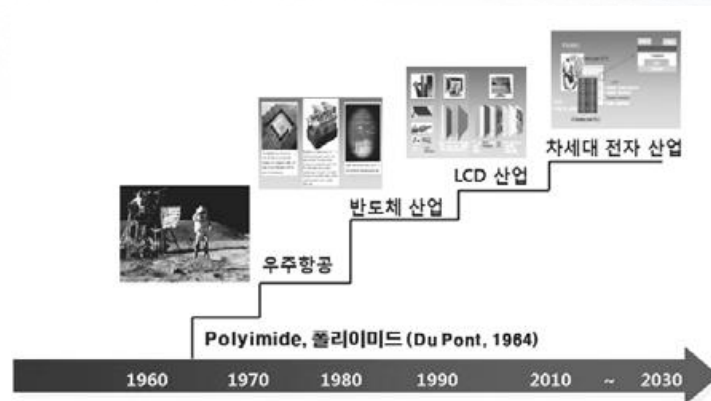 차세대 전자 산업
LCD 산업
반도체 산업
우주항공
Polyimide, 폴리이미드 (Du Pont, 1964)
1960 1970 1980 1990 2010 ~ 2030